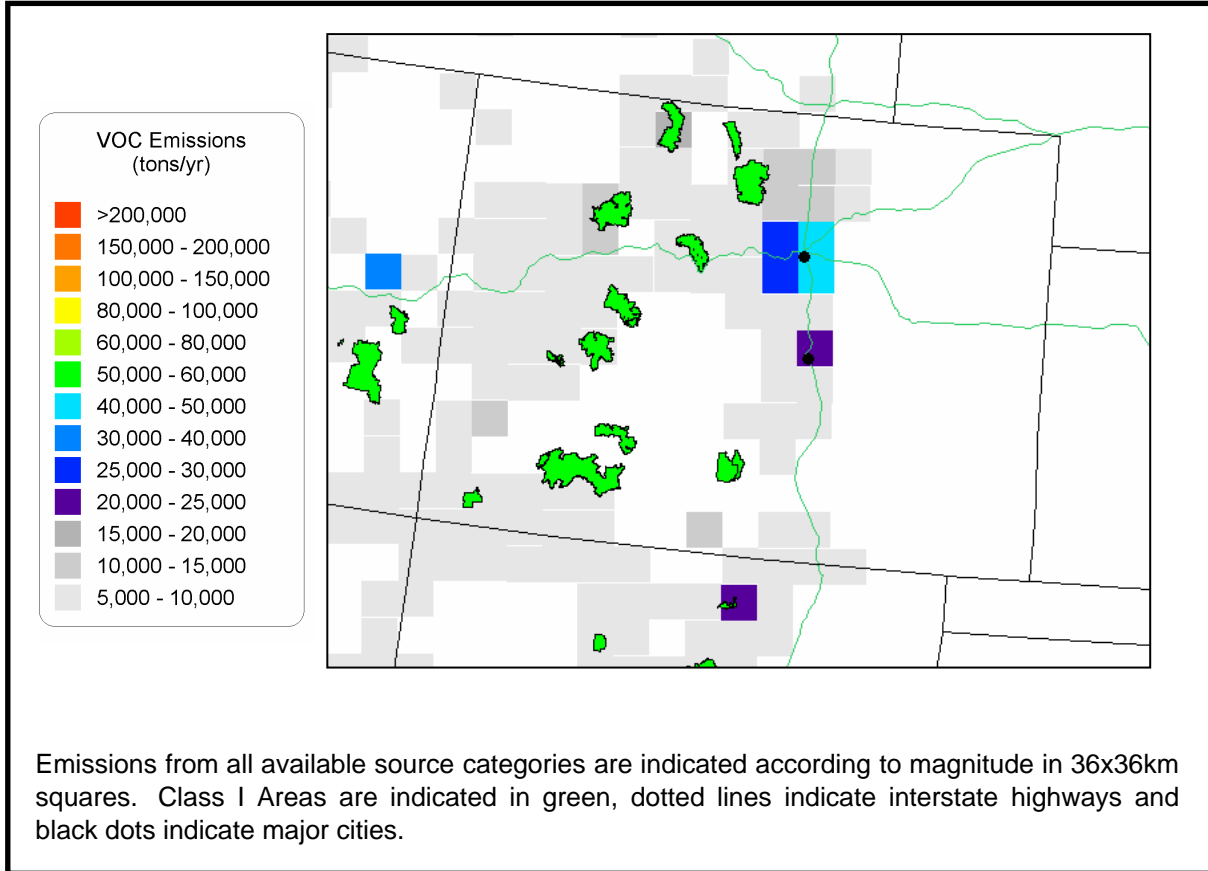 VOC Emissions
(tons/yr)
>200,000
150,000 - 200,000
100,000 - 150,000
80,000 - 100,000
60,000 - 80,000
50,000 - 60,000
40,000 - 50,000
30,000 - 40,000
25,000 - 30,000
20,000 - 25,000
15,000 - 20,000
10,000 - 15,000
5,000 - 10,000
Emissions from all available source categories are indicated according to magnitude in 36x36km
squares. Class I Areas are indicated in green, dotted lines indicate interstate highways and
black dots indicate major cities.